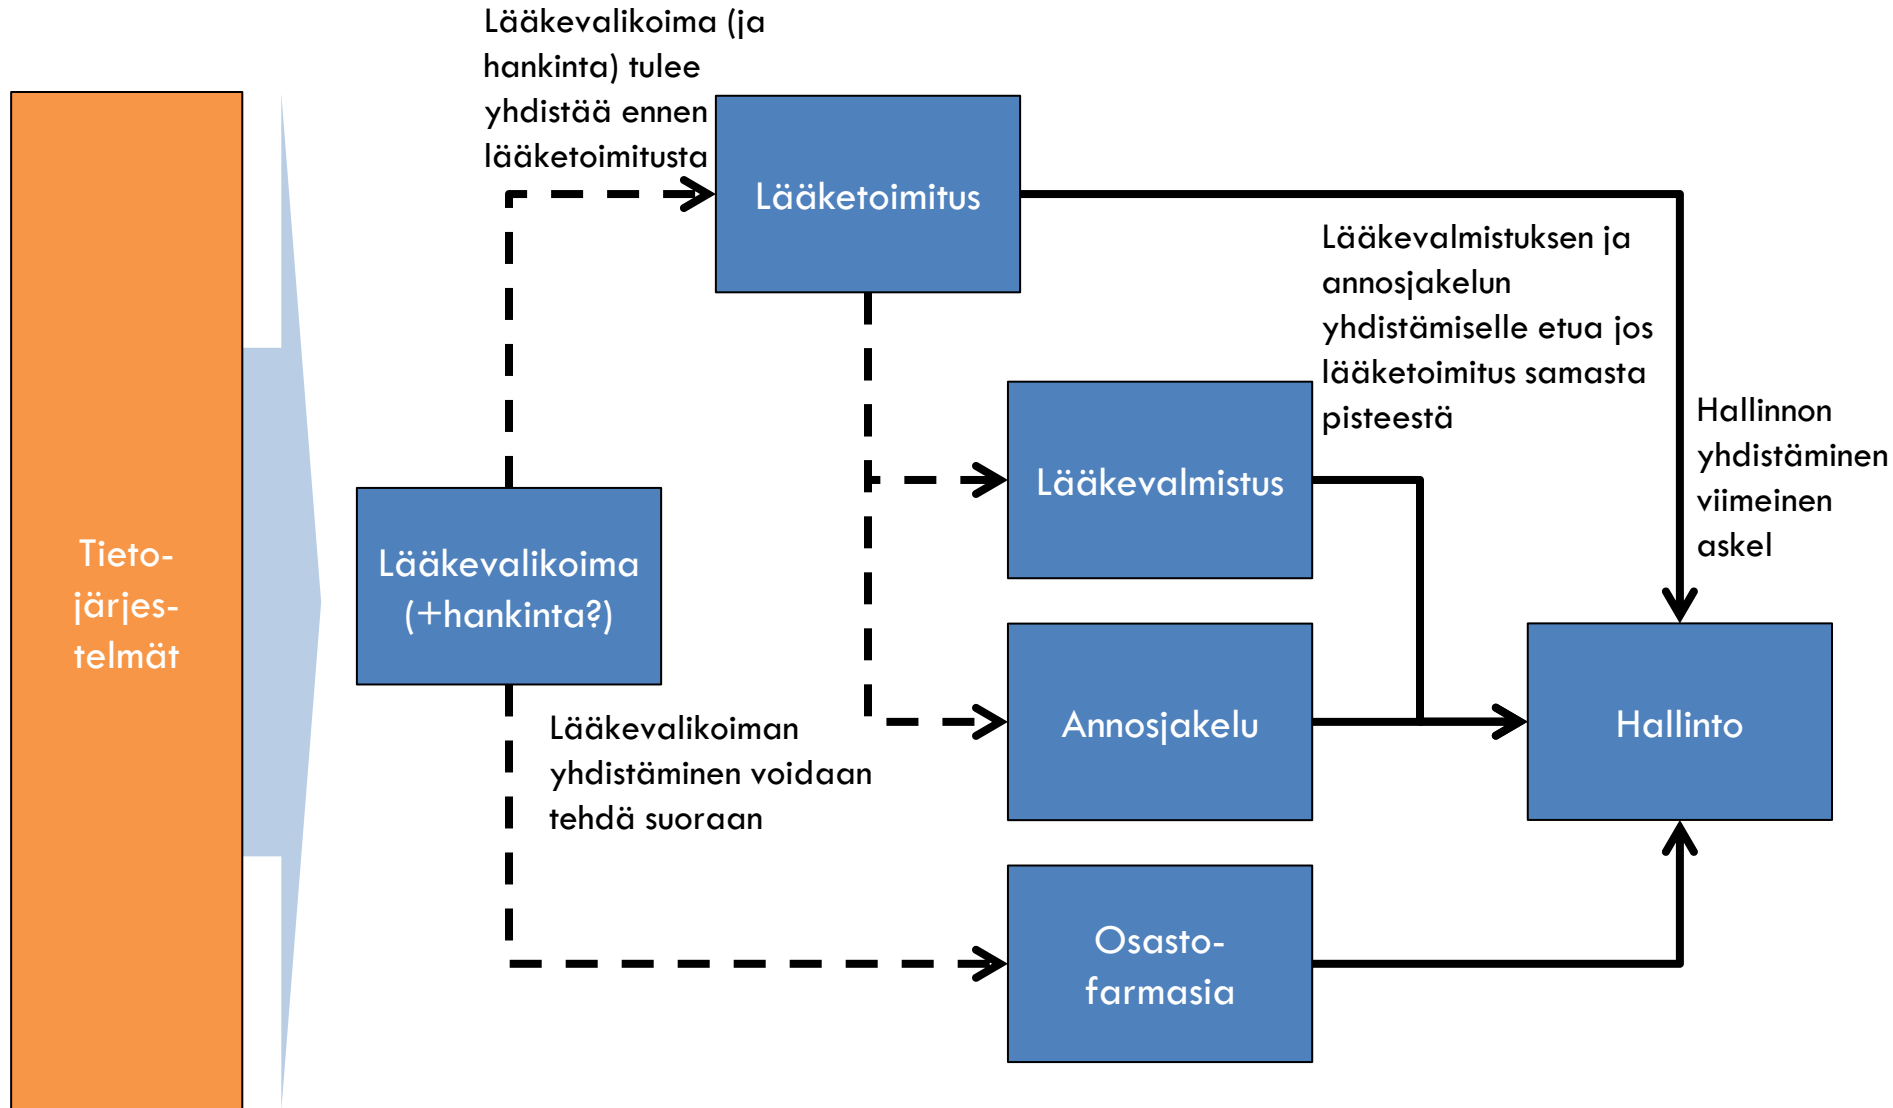 Lääkevalikoima (ja
hankinta) tulee
yhdistää ennen
lääketoimitusta
Lääketoimitus
Lääkevalmistuksen ja
annosjakelun
yhdistämiselle etua jos
lääketoimitus samasta
pisteestä
Hallinnon
yhdistäminen
viimeinen
askel
Lääkevalmistus
Tieto-
järjes-
telmät
Lääkevalikoima
(+hankinta?)
Lääkevalikoiman
yhdistäminen voidaan
tehdä suoraan
Annosjakelu
Hallinto
Osasto-
farmasia